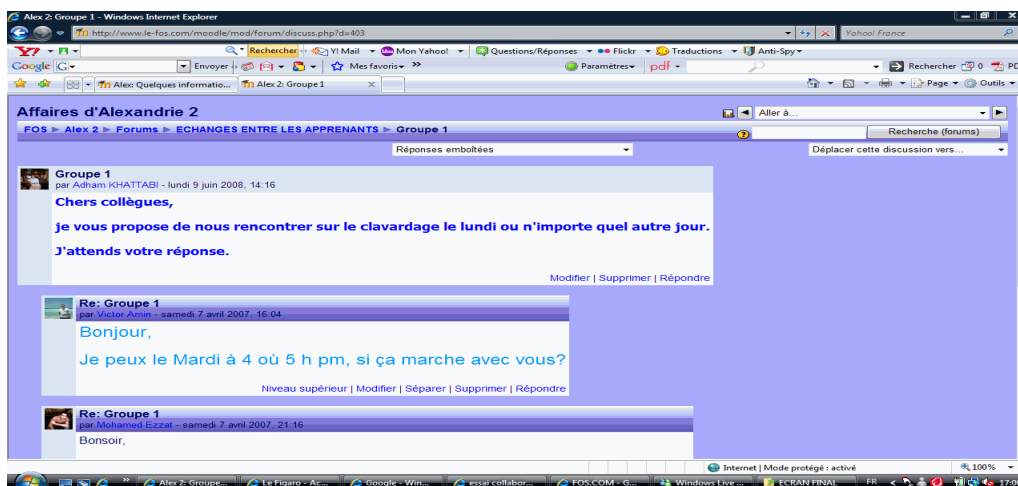 Alex 2: Groupe 1 - Windows Internet Explorer
http://www.le-fos.com/moodle/mod/forum/discuss.php?d=403
Yahoo! France
Y7 Rechercher Y! Mail Mon Yahoo! Questions/Réponses Flickr Traductions Anti-Spy
Google G Envoyer Mes favoris Paramètres pdf Rechercher 0 PD
Alex: Quelques informatio... Alex 2: Groupe 1 X Page Outils
Affaires d'Alexandrie 2
Aller à...
FOS ► Alex 2 ► Forums ► ECHANGES ENTRE LES APPRENANTS ► Groupe 1
Recherche (forums)
Réponses emboîtées
Déplacer cette discussion vers...
Groupe 1
par Adham KHATTABI - lundi 9 juin 2008, 14:16
Chers collègues,
je vous propose de nous rencontrer sur le clavardage le lundi ou n'importe quel autre jour.
J'attends votre réponse.
Modifier | Supprimer | Répondre
Re: Groupe 1
par Victor Amin - samedi 7 avril 2007, 16:04
Bonjour,
Je peux le Mardi à 4 où 5 h pm, si ça marche avec vous?
Niveau supérieur | Modifier | Séparer | Supprimer | Répondre
Re: Groupe 1
par Mohamed Ezzat - samedi 7 avril 2007, 21:16
Bonsoir,
Internet | Mode protégé : activé
100%
Alex 2: Groupe... Le Figaro - Ac... Google - Win... essai collabor... FOS.COM - G... Windows Live ... ECRAN FINAL FR 17:00